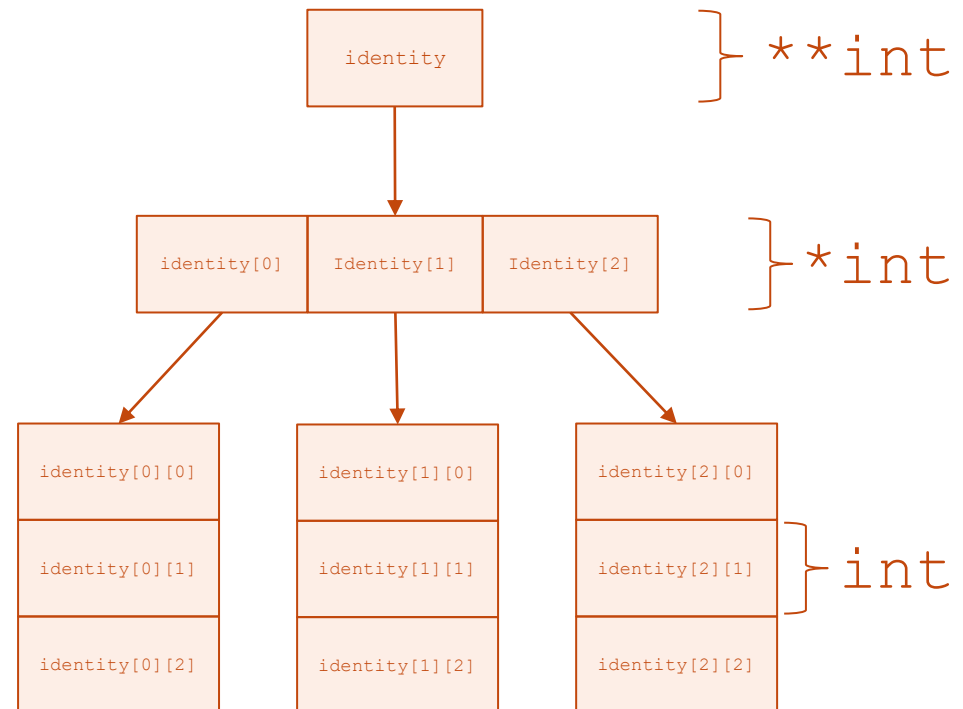 identity
**int
identity[0] Identity[1] Identity[2]
*int
identity[0][0] identity[1][0] identity[2][0]
identity[0][1] identity[1][1] identity[2][1]
int
identity[0][2] identity[1][2] identity[2][2]